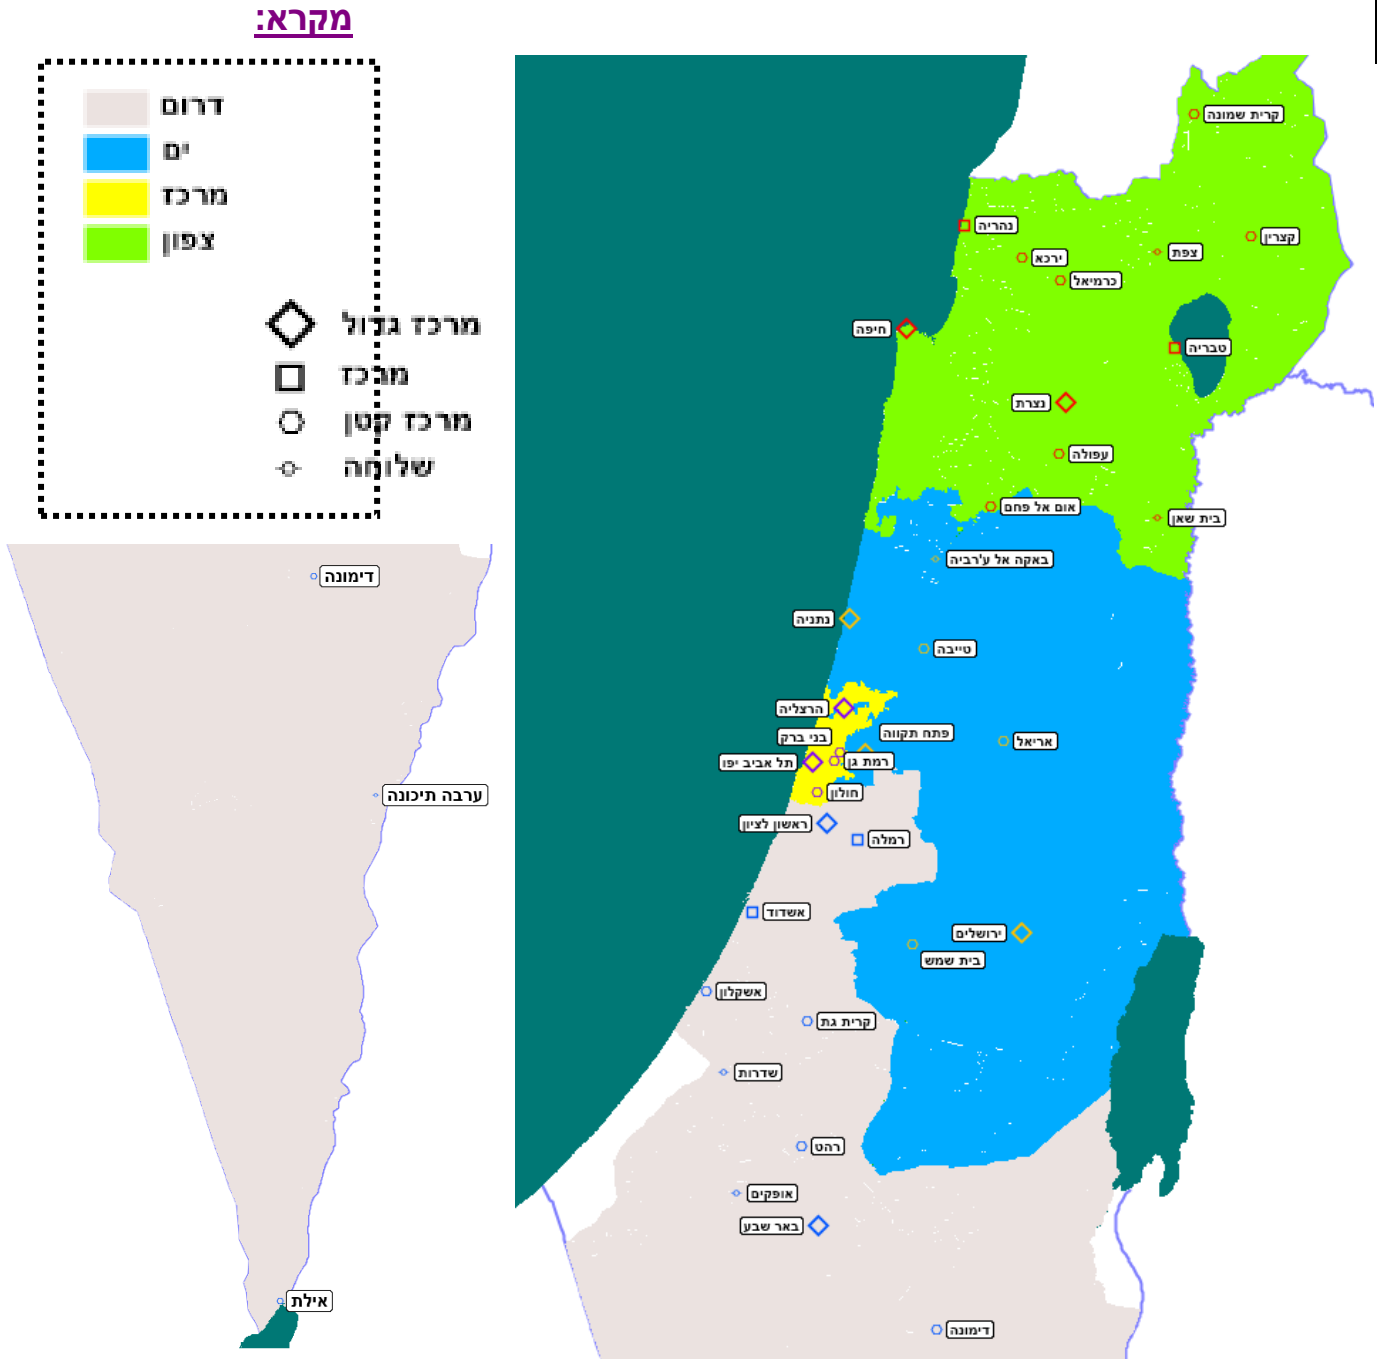 מקרא:
דרום
ים
מרכז
צפון
מרכז גדול
מרכז
מרכז קטן
שלוחה
קרית שמונה
נהריה
קצרין
צפת
ירכא
כרמיאל
חיפה
טבריה
נצרת
עפולה
אום אל פחם
בית שאן
באקה אל ע'רביה
נתניה
טייבה
הרצליה
פתח תקווה
בני ברק
אריאל
רמת גן
תל אביב יפו
חולון
ראשון לציון
רמלה
אשדוד
ירושלים
בית שמש
אשקלון
קרית גת
שדרות
רהט
אופקים
באר שבע
דימונה
דימונה
ערבה תיכונה
אילת